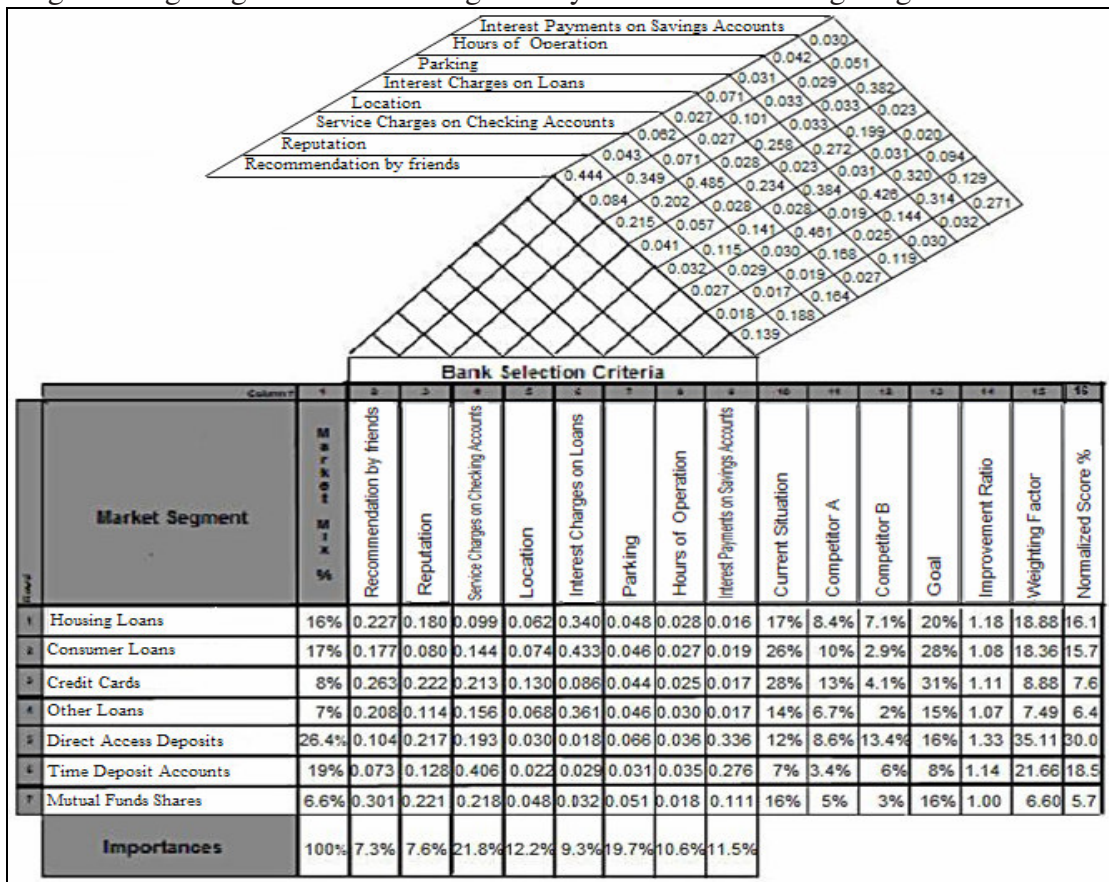 Interest Payments on Savings Accounts
Hours of Operation
Parking
Interest Charges on Loans
Location
Service Charges on Checking Accounts
Reputation
Recommendation by friends
0.444 0.043 0.062 0.027 0.071 0.031 0.042 0.030
0.084 0.349 0.071 0.027 0.101 0.033 0.029 0.051
0.215 0.202 0.485 0.028 0.258 0.033 0.033 0.382
0.041 0.057 0.028 0.234 0.023 0.272 0.199 0.023
0.032 0.115 0.141 0.028 0.384 0.031 0.031 0.020
0.027 0.029 0.030 0.461 0.019 0.426 0.320 0.094
0.018 0.017 0.019 0.168 0.025 0.144 0.314 0.129
0.139 0.188 0.164 0.027 0.119 0.030 0.032 0.271
Bank Selection Criteria
Column # 1 2 3 4 5 6 7 8 9 10 11 12 13 14 15 16
Market Segment
Market Mix %
Recommendation by friends
Reputation
Service Charges on Checking Accounts
Location
Interest Charges on Loans
Parking
Hours of Operation
Interest Payments on Savings Accounts
Current Situation
Competitor A
Competitor B
Goal
Improvement Ratio
Weighting Factor
Normalized Score %
1 Housing Loans 16% 0.227 0.180 0.099 0.062 0.340 0.048 0.028 0.016 17% 8.4% 7.1% 20% 1.18 18.88 16.1
2 Consumer Loans 17% 0.177 0.080 0.144 0.074 0.433 0.046 0.027 0.019 26% 10% 2.9% 28% 1.08 18.36 15.7
3 Credit Cards 8% 0.263 0.222 0.213 0.130 0.086 0.044 0.025 0.017 28% 13% 4.1% 31% 1.11 8.88 7.6
4 Other Loans 7% 0.208 0.114 0.156 0.068 0.361 0.046 0.030 0.017 14% 6.7% 2% 15% 1.07 7.49 6.4
5 Direct Access Deposits 26.4% 0.104 0.217 0.193 0.030 0.018 0.066 0.036 0.336 12% 8.6% 13.4% 16% 1.33 35.11 30.0
6 Time Deposit Accounts 19% 0.073 0.128 0.406 0.022 0.029 0.031 0.035 0.276 7% 3.4% 6% 8% 1.14 21.66 18.5
7 Mutual Funds Shares 6.6% 0.301 0.221 0.218 0.048 0.032 0.051 0.018 0.111 16% 5% 3% 16% 1.00 6.60 5.7
Importances 100% 7.3% 7.6% 21.8% 12.2% 9.3% 19.7% 10.6% 11.5%